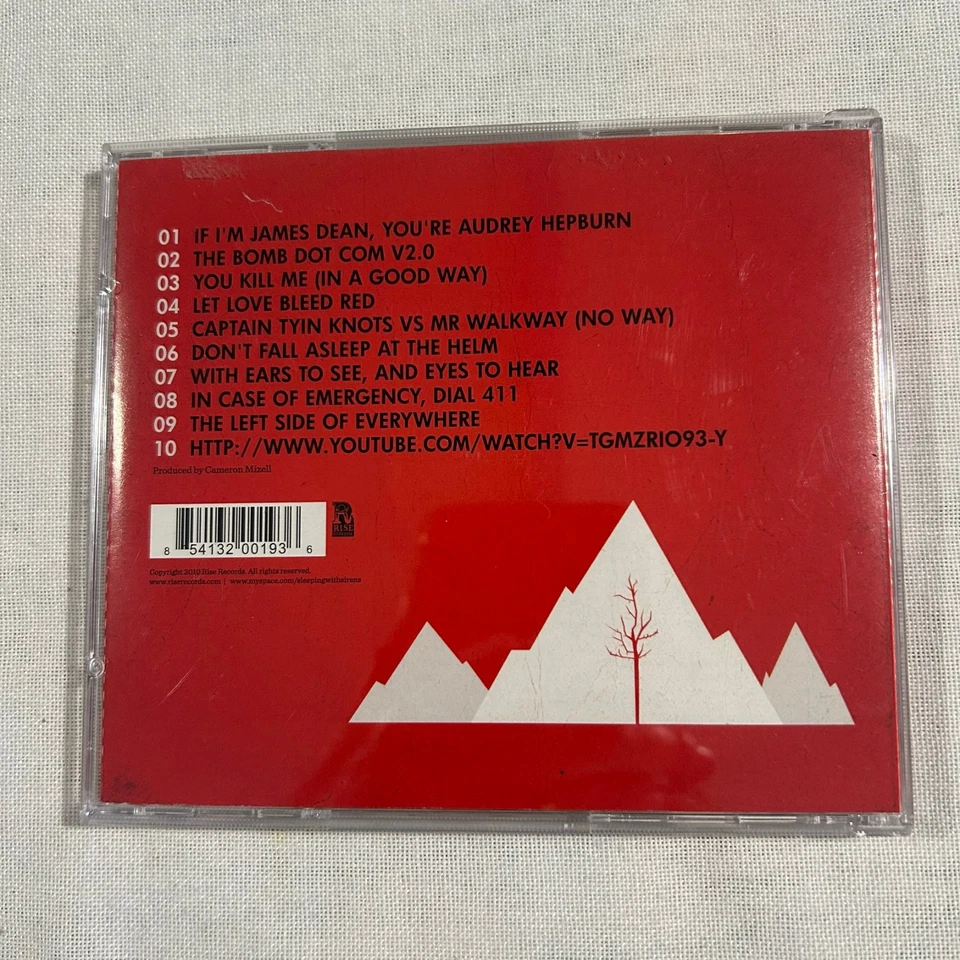 01 IF I'M JAMES DEAN, YOU'RE AUDREY HEPBURN
02 THE BOMB DOT COM V2.0
03 YOU KILL ME (IN A GOOD WAY)
04 LET LOVE BLEED RED
05 CAPTAIN TYIN KNOTS VS MR WALKWAY (NO WAY)
06 DON'T FALL ASLEEP AT THE HELM
07 WITH EARS TO SEE, AND EYES TO HEAR
08 IN CASE OF EMERGENCY, DIAL 411
09 THE LEFT SIDE OF EVERYWHERE
10 HTTP://WWW.YOUTUBE.COM/WATCH?V=TGMZRIO93-Y
Produced by Cameron Mizell
8 54132 00193 6
R
RISE
Copyright 2010 Rise Records. All rights reserved.
www.riserecords.com | www.myspace.com/sleepingwithsirens